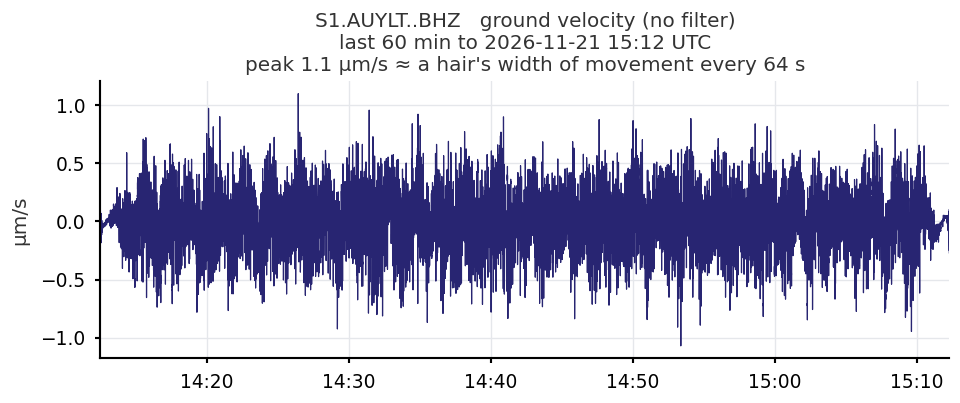 S1.AUYLT..BHZ   ground velocity (no filter)
last 60 min to 2026-11-21 15:12 UTC
peak 1.1 µm/s ≈ a hair's width of movement every 64 s
1.0
0.5
0.0
−0.5
−1.0
µm/s
14:20
14:30
14:40
14:50
15:00
15:10